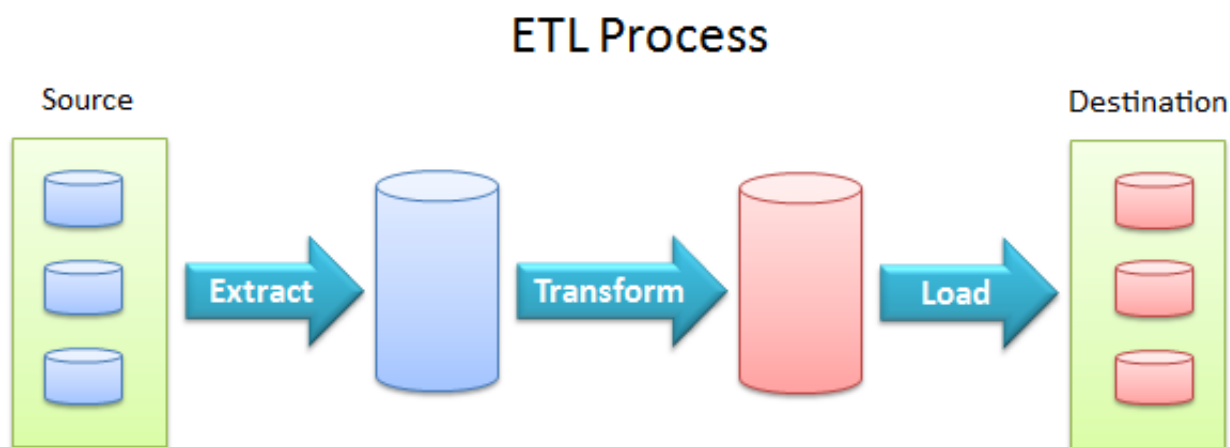 ETL Process
Source
Destination
Extract
Transform
Load